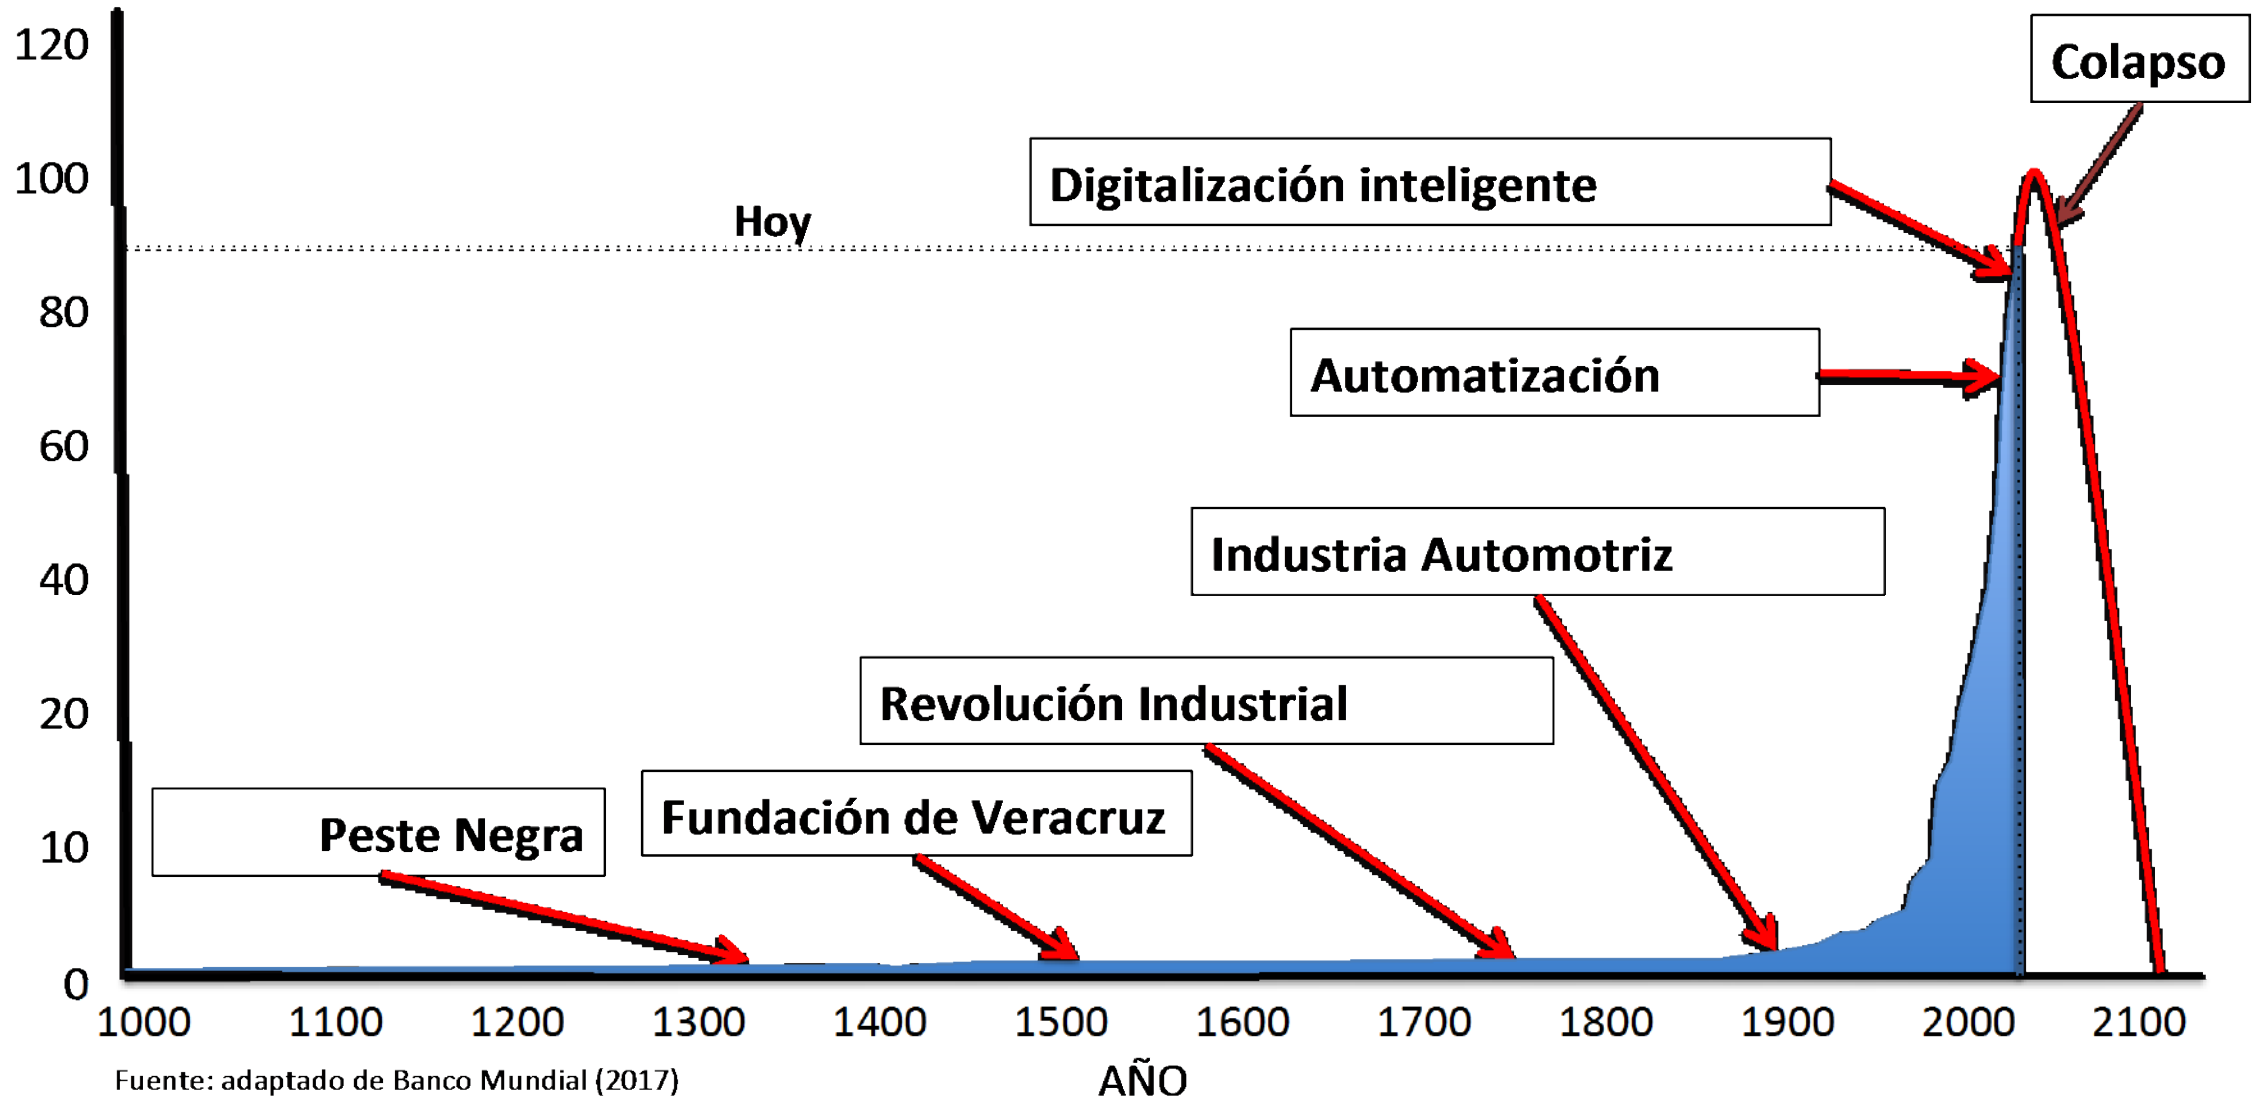 120
Colapso
100
Digitalización inteligente
Hoy
80
Automatización
60
Industria Automotriz
40
Revolución Industrial
20
Fundación de Veracruz
Peste Negra
10
0
1000 1100 1200 1300 1400 1500 1600 1700 1800 1900 2000 2100
Fuente: adaptado de Banco Mundial (2017)
AÑO